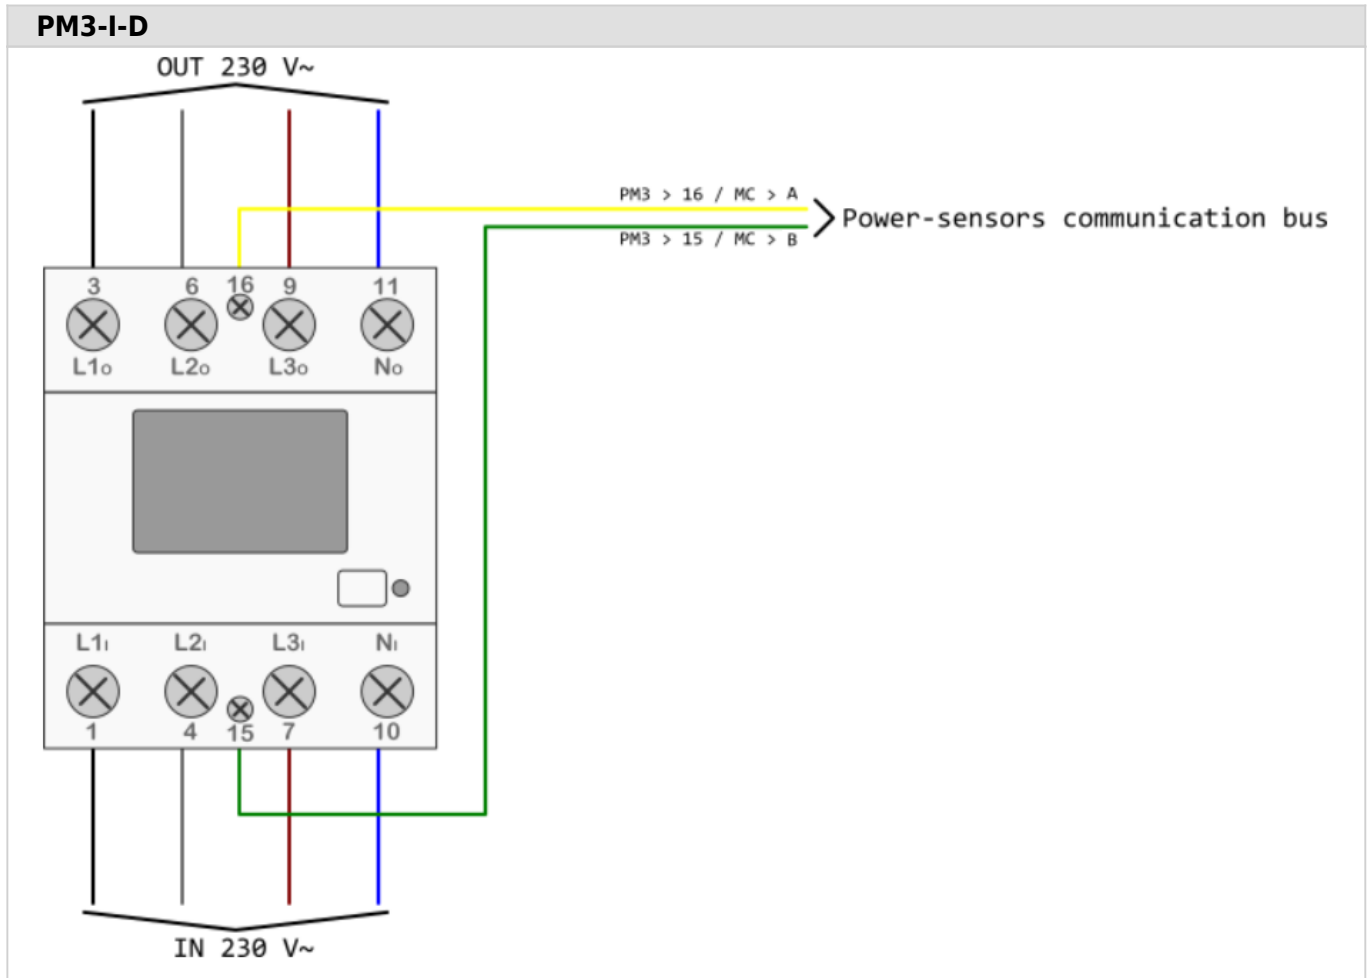 PM3-I-D
OUT 230 V~
PM3 > 16 / MC > A
Power-sensors communication bus
PM3 > 15 / MC > B
3 6 16 9 11
L1o L2o L3o No
L1I L2I L3I NI
1 4 15 7 10
IN 230 V~